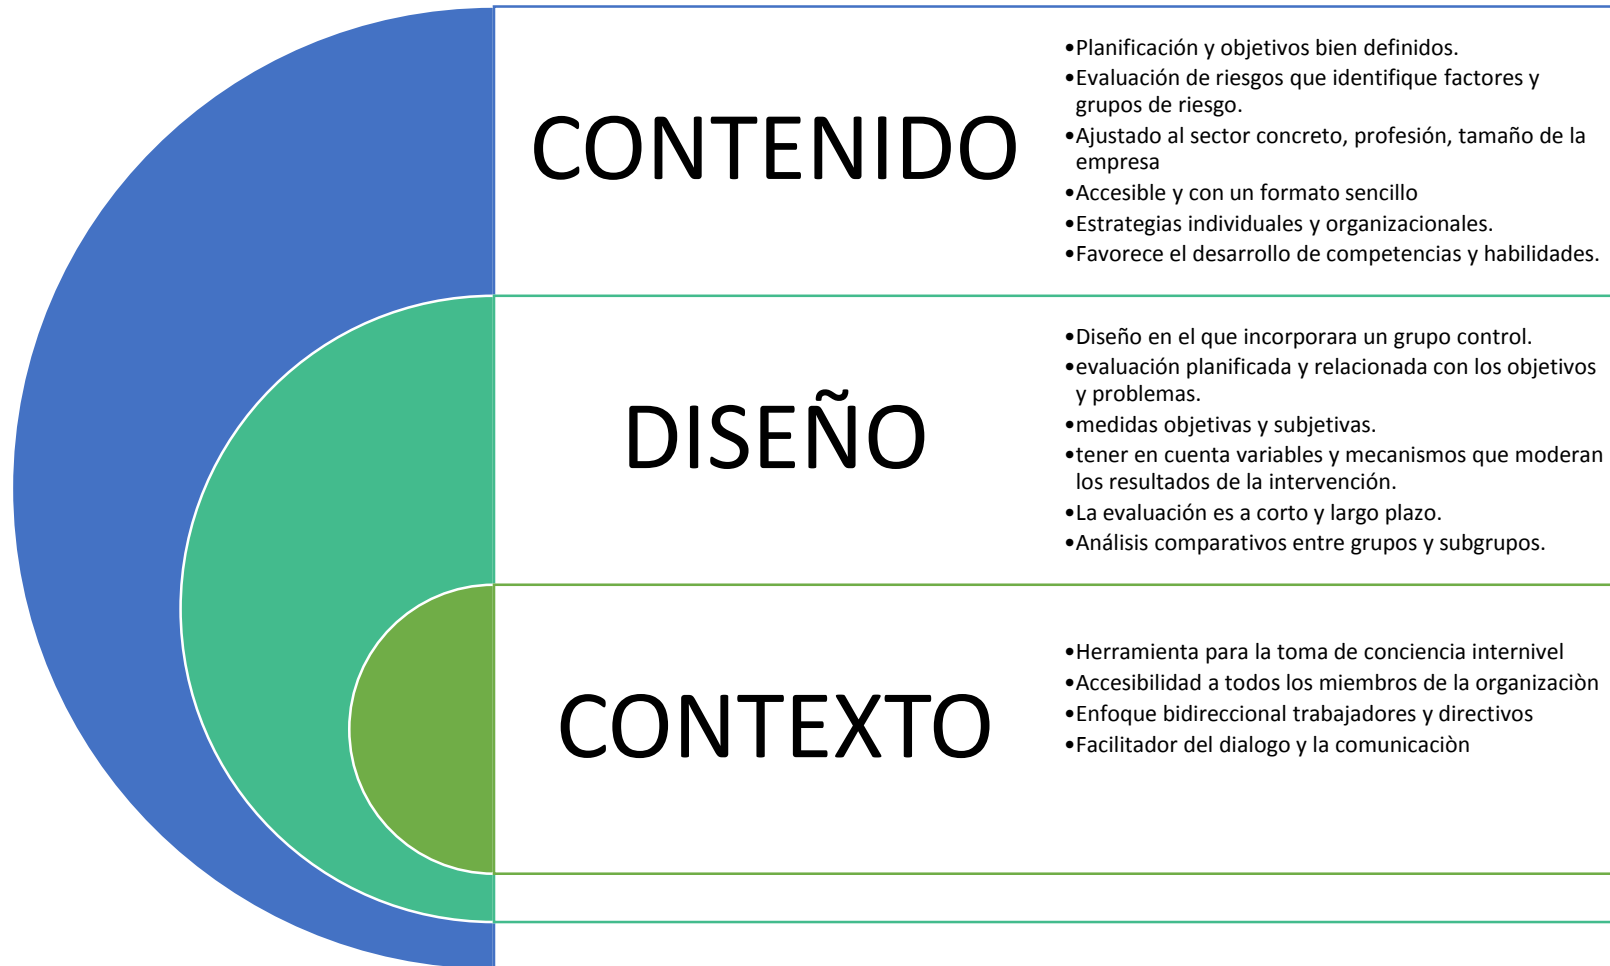 CONTENIDO
•Planificación y objetivos bien definidos.
•Evaluación de riesgos que identifique factores y
grupos de riesgo.
•Ajustado al sector concreto, profesión, tamaño de la
empresa
•Accesible y con un formato sencillo
•Estrategias individuales y organizacionales.
•Favorece el desarrollo de competencias y habilidades.
DISEÑO
•Diseño en el que incorporara un grupo control.
•evaluación planificada y relacionada con los objetivos
y problemas.
•medidas objetivas y subjetivas.
•tener en cuenta variables y mecanismos que moderan
los resultados de la intervención.
•La evaluación es a corto y largo plazo.
•Análisis comparativos entre grupos y subgrupos.
CONTEXTO
•Herramienta para la toma de conciencia internivel
•Accesibilidad a todos los miembros de la organizaciòn
•Enfoque bidireccional trabajadores y directivos
•Facilitador del dialogo y la comunicaciòn